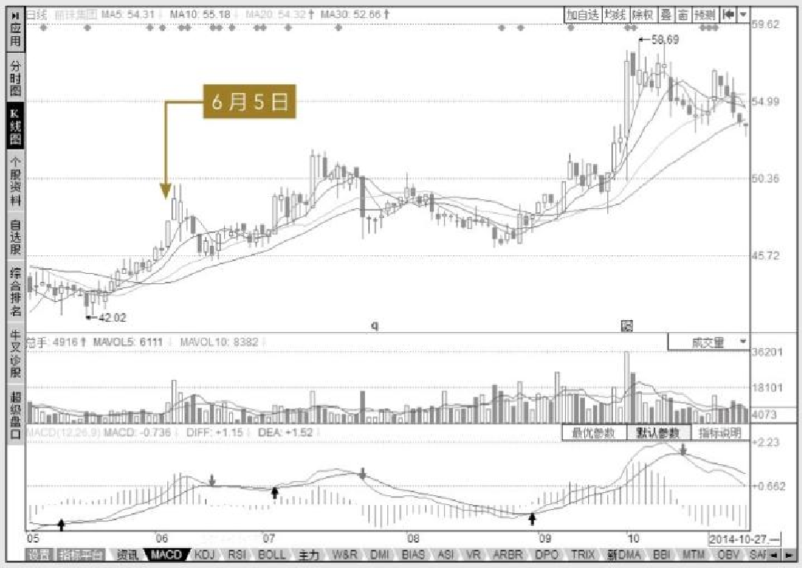 日线 MA5: 54.31↓ MA10: 55.18↓ MA20: 54.32↑ MA30: 52.66↑
加自选 均线 除权 叠 窗 预测
59.62
应用
分时图
K线图
个股资料
自选股
综合排名
牛叉诊股
超级盘口
6月5日
58.69
54.99
50.36
45.72
42.02
q
总手: 4916↑ MAVOL5: 6111↓ MAVOL10: 8382↓
成交量
36201
18101
4073
MACD(12,26,9) MACD: -0.736↓ DIFF: +1.15↓ DEA: +1.52↓
最优参数 默认参数 指标说明
+2.23
+0.662
05 06 07 08 09 10 2014-10-27,一
设置 指标平台 资讯 MACD KDJ RSI BOLL 主力 W&R DMI BIAS ASI VR ARBR DPO TRIX 新DMA BBI MTM OBV SAR